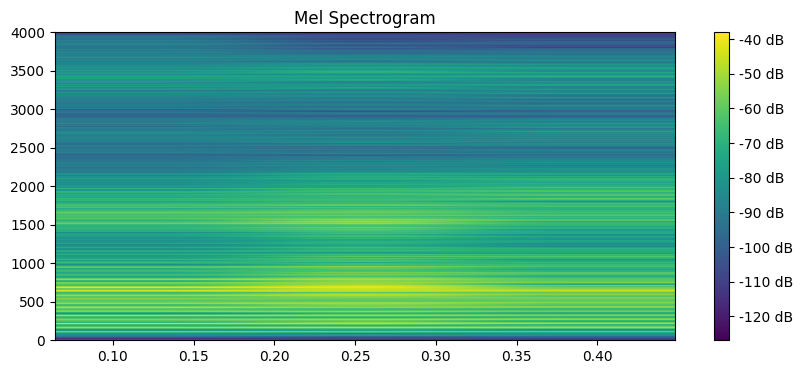 Mel Spectrogram
4000
3500
3000
2500
2000
1500
1000
500
0
0.10 0.15 0.20 0.25 0.30 0.35 0.40
-40 dB
-50 dB
-60 dB
-70 dB
-80 dB
-90 dB
-100 dB
-110 dB
-120 dB